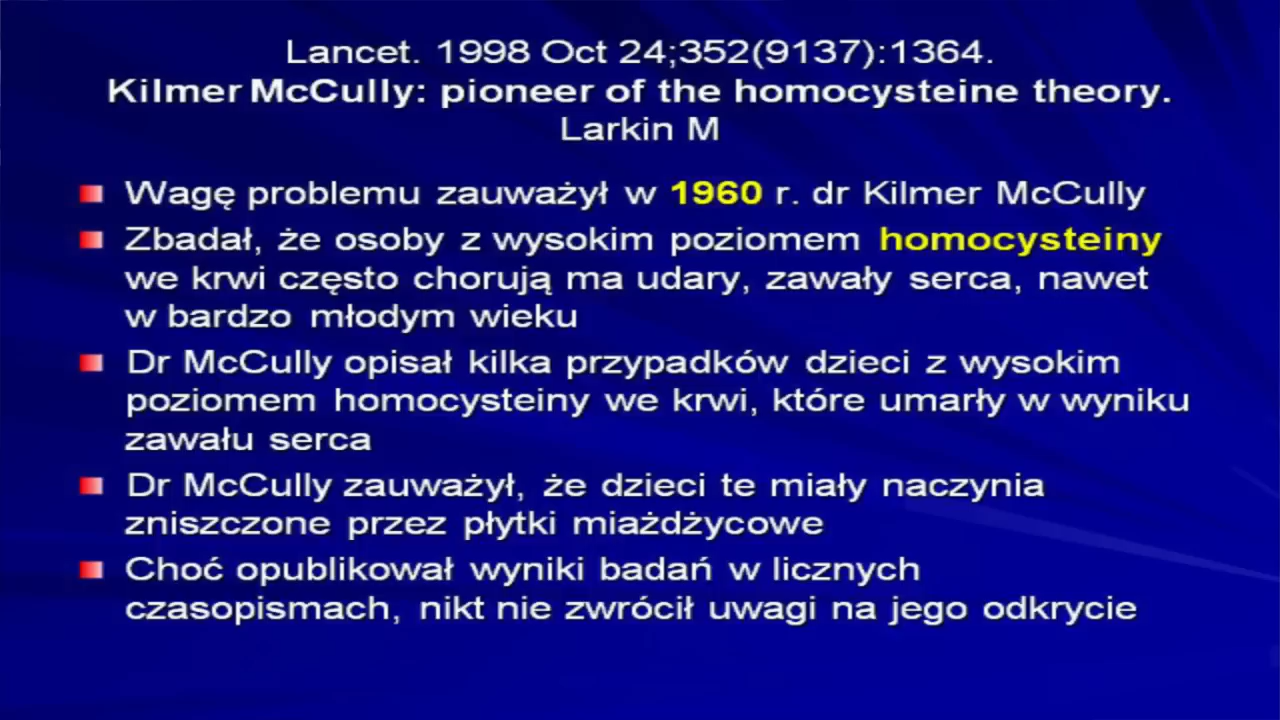 Lancet. 1998 Oct 24;352(9137):1364.
Kilmer McCully: pioneer of the homocysteine theory.
Larkin M
Wagę problemu zauważył w 1960 r. dr Kilmer McCully
Zbadał, że osoby z wysokim poziomem homocysteiny
we krwi często chorują ma udary, zawały serca, nawet
w bardzo młodym wieku
Dr McCully opisał kilka przypadków dzieci z wysokim
poziomem homocysteiny we krwi, które umarły w wyniku
zawału serca
Dr McCully zauważył, że dzieci te miały naczynia
zniszczone przez płytki miażdżycowe
Choć opublikował wyniki badań w licznych
czasopismach, nikt nie zwrócił uwagi na jego odkrycie